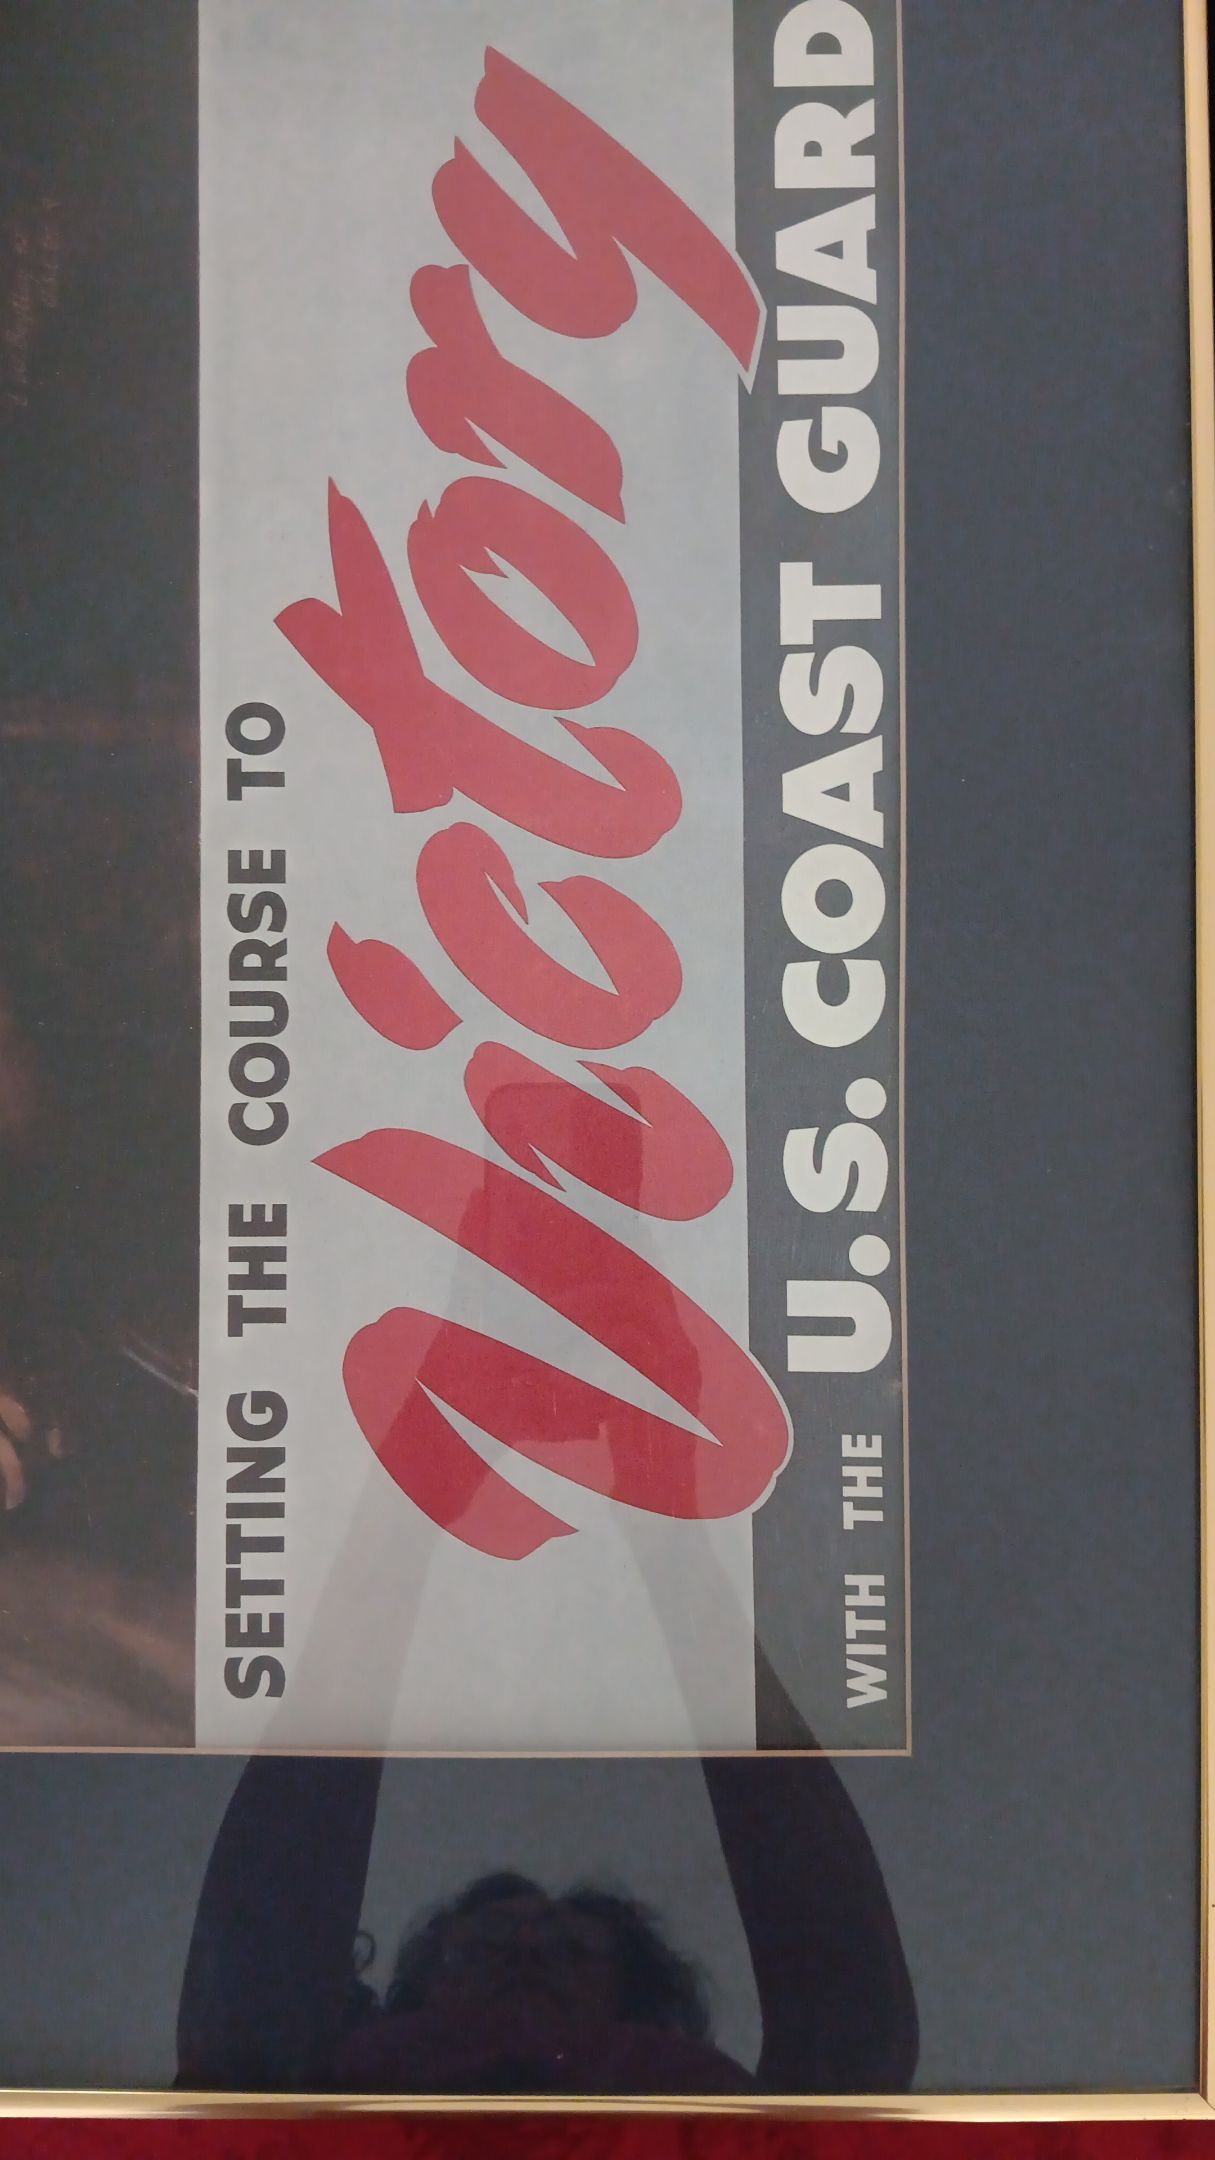 SETTING THE COURSE TO
Victory
WITH THE U.S. COAST GUARD